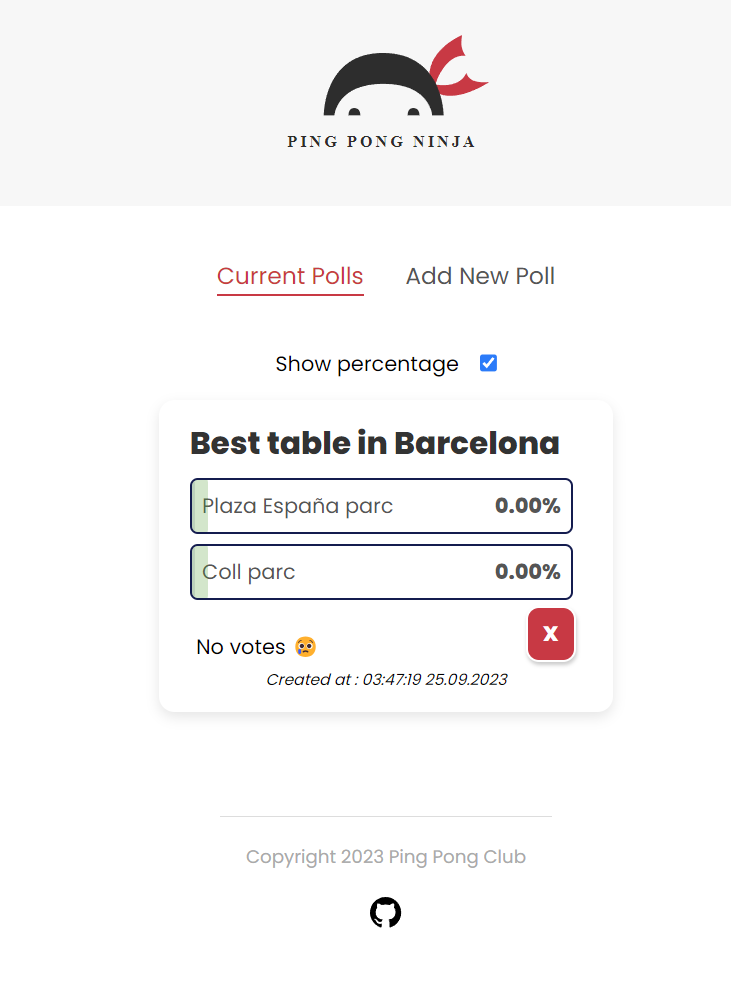 PING PONG NINJA
Current Polls Add New Poll
Show percentage
Best table in Barcelona
Plaza España parc 0.00%
Coll parc 0.00%
X
No votes 😢
Created at : 03:47:19 25.09.2023
Copyright 2023 Ping Pong Club